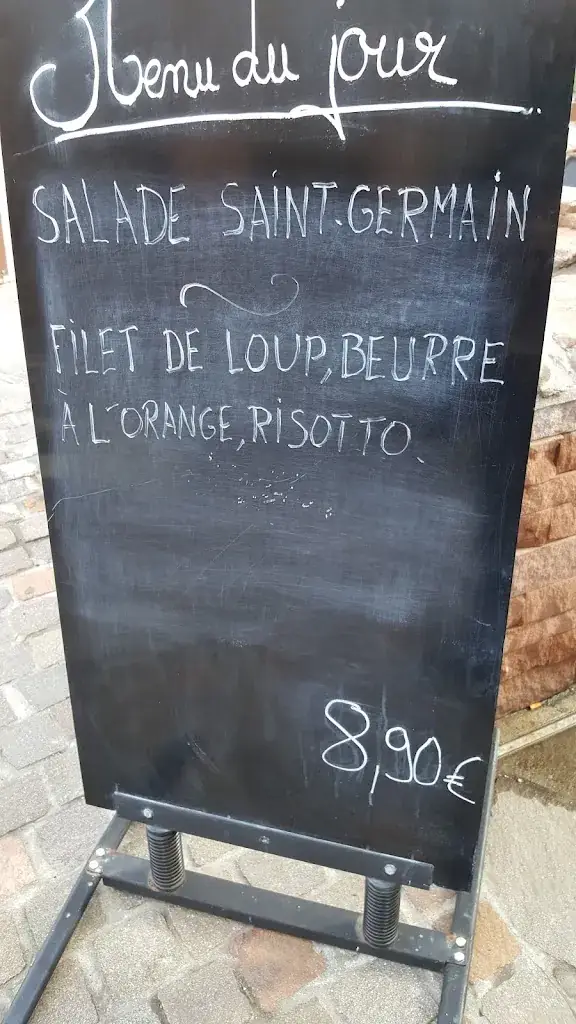 Menu du jour
SALADE SAINT-GERMAIN
FILET DE LOUP, BEURRE
À L'ORANGE, RISOTTO.
8,90€